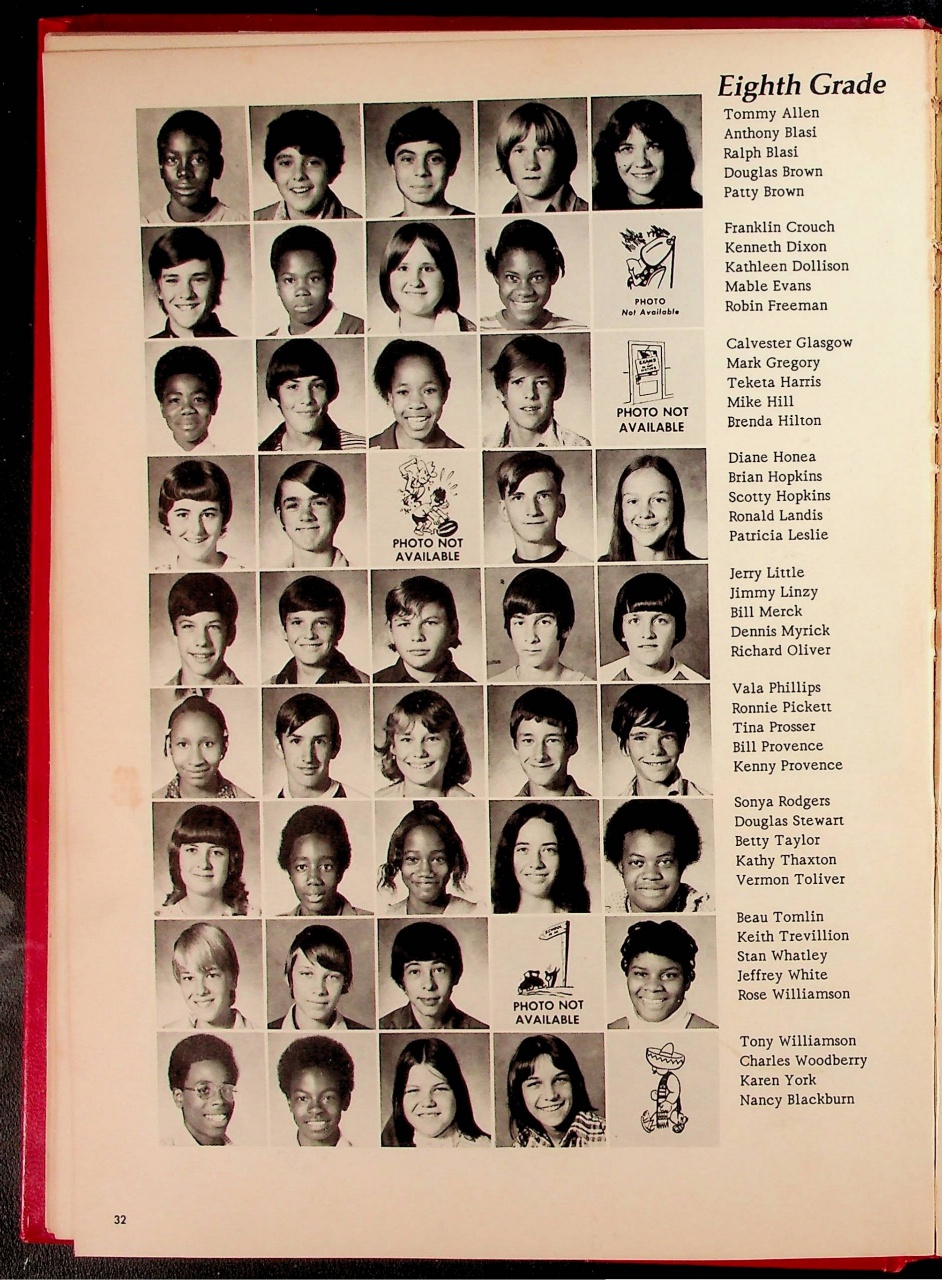 Eighth Grade
Tommy Allen
Anthony Blasi
Ralph Blasi
Douglas Brown
Patty Brown
Franklin Crouch
Kenneth Dixon
Kathleen Dollison
Mable Evans
Robin Freeman
PHOTO
Not Available
Calvester Glasgow
Mark Gregory
Teketa Harris
Mike Hill
Brenda Hilton
PHOTO NOT
AVAILABLE
Diane Honea
Brian Hopkins
Scotty Hopkins
Ronald Landis
Patricia Leslie
PHOTO NOT
AVAILABLE
Jerry Little
Jimmy Linzy
Bill Merck
Dennis Myrick
Richard Oliver
Vala Phillips
Ronnie Pickett
Tina Prosser
Bill Provence
Kenny Provence
Sonya Rodgers
Douglas Stewart
Betty Taylor
Kathy Thaxton
Vermon Toliver
Beau Tomlin
Keith Trevillion
Stan Whatley
Jeffrey White
Rose Williamson
PHOTO NOT
AVAILABLE
Tony Williamson
Charles Woodberry
Karen York
Nancy Blackburn
32